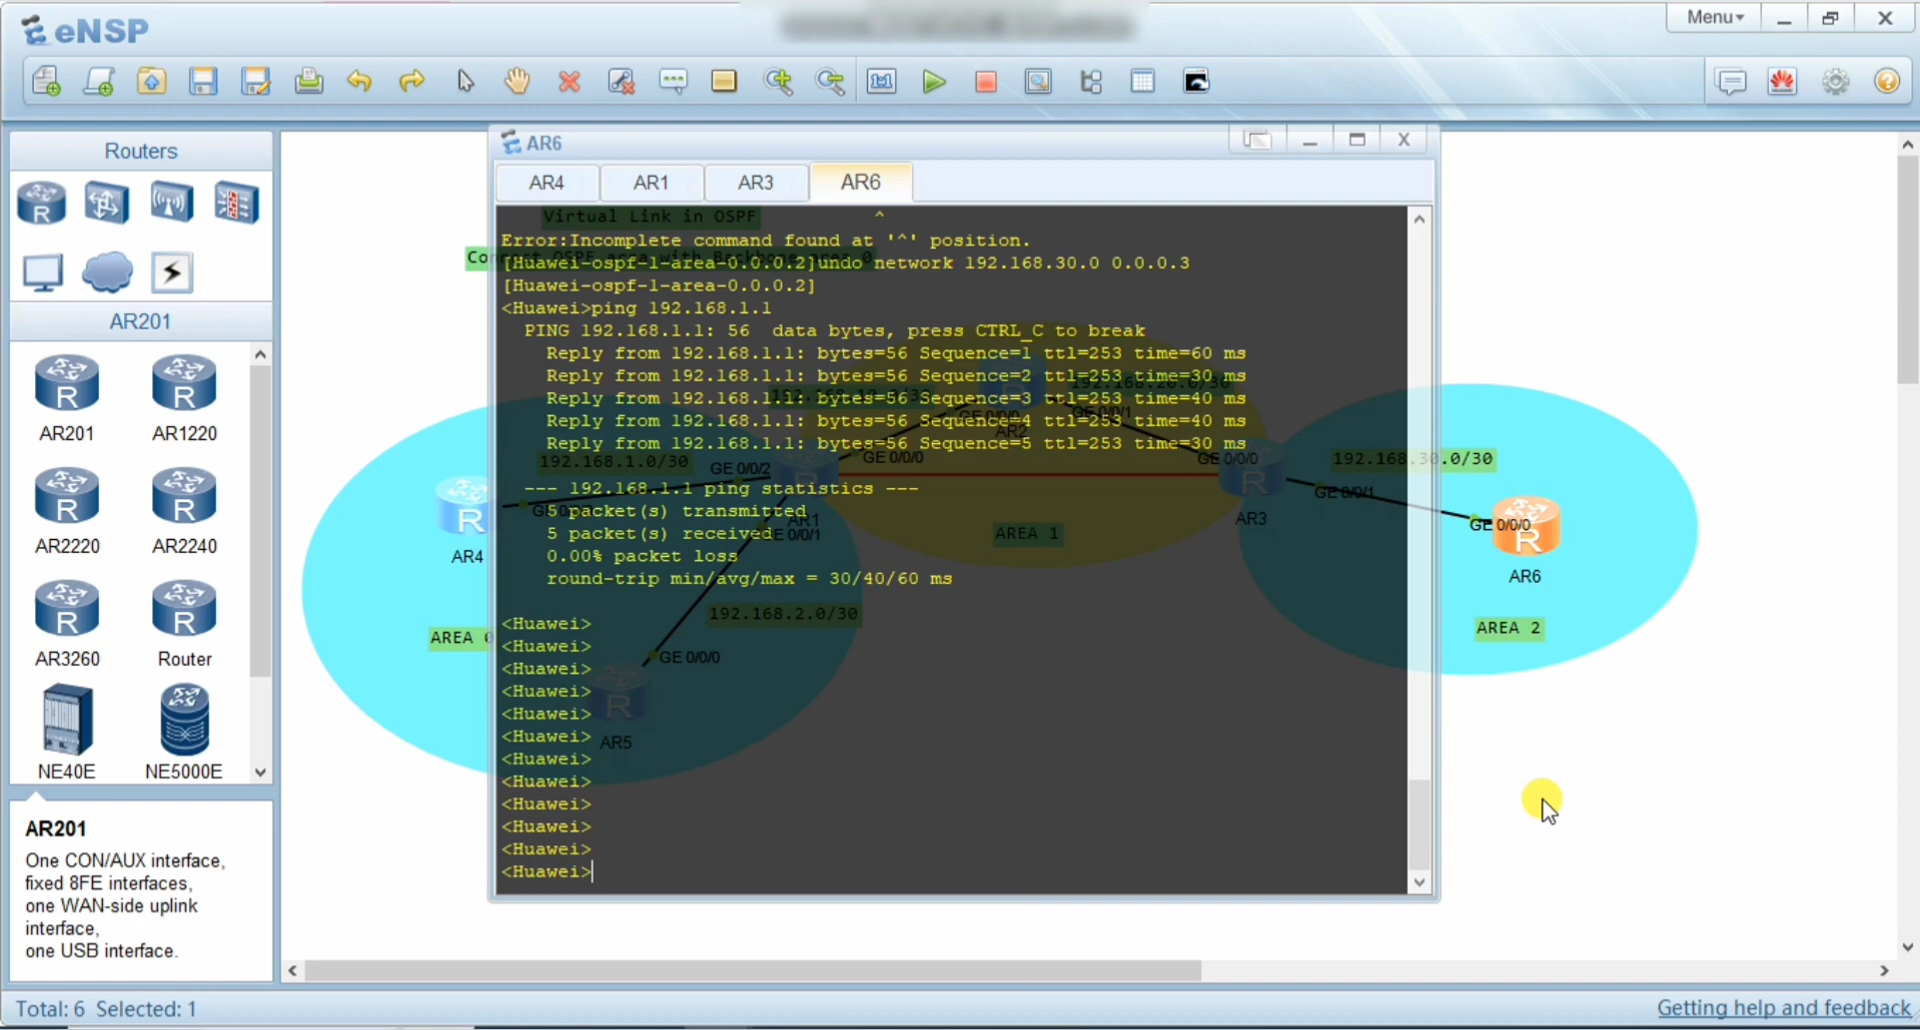 eNSP
Menu
Routers
AR201
AR201
AR1220
AR2220
AR2240
AR3260
Router
NE40E
NE5000E
AR201
One CON/AUX interface,
fixed 8FE interfaces,
one WAN-side uplink
interface,
one USB interface.
AR6
AR4
AR1
AR3
AR6
Virtual Link in OSPF
^
Error:Incomplete command found at '^' position.
[Huawei-ospf-1-area-0.0.0.2]undo network 192.168.30.0 0.0.0.3
[Huawei-ospf-1-area-0.0.0.2]
<Huawei>ping 192.168.1.1
PING 192.168.1.1: 56  data bytes, press CTRL_C to break
Reply from 192.168.1.1: bytes=56 Sequence=1 ttl=253 time=60 ms
Reply from 192.168.1.1: bytes=56 Sequence=2 ttl=253 time=30 ms
Reply from 192.168.1.1: bytes=56 Sequence=3 ttl=253 time=40 ms
Reply from 192.168.1.1: bytes=56 Sequence=4 ttl=253 time=40 ms
Reply from 192.168.1.1: bytes=56 Sequence=5 ttl=253 time=30 ms
--- 192.168.1.1 ping statistics ---
5 packet(s) transmitted
5 packet(s) received
0.00% packet loss
round-trip min/avg/max = 30/40/60 ms
<Huawei>
<Huawei>
<Huawei>
<Huawei>
<Huawei>
<Huawei>
<Huawei>
<Huawei>
<Huawei>
<Huawei>
<Huawei>
<Huawei>
GE 0/0/1
AR2
GE 0/0/0
192.168.1.0/30
GE 0/0/2
GE 0/0/0
192.168.30.0/30
GE 0/0/1
GE 0/0/0
AR3
AR1
AREA 1
AR4
AR6
192.168.2.0/30
AREA 2
AREA
GE 0/0/0
AR5
Total: 6 Selected: 1
Getting help and feedback